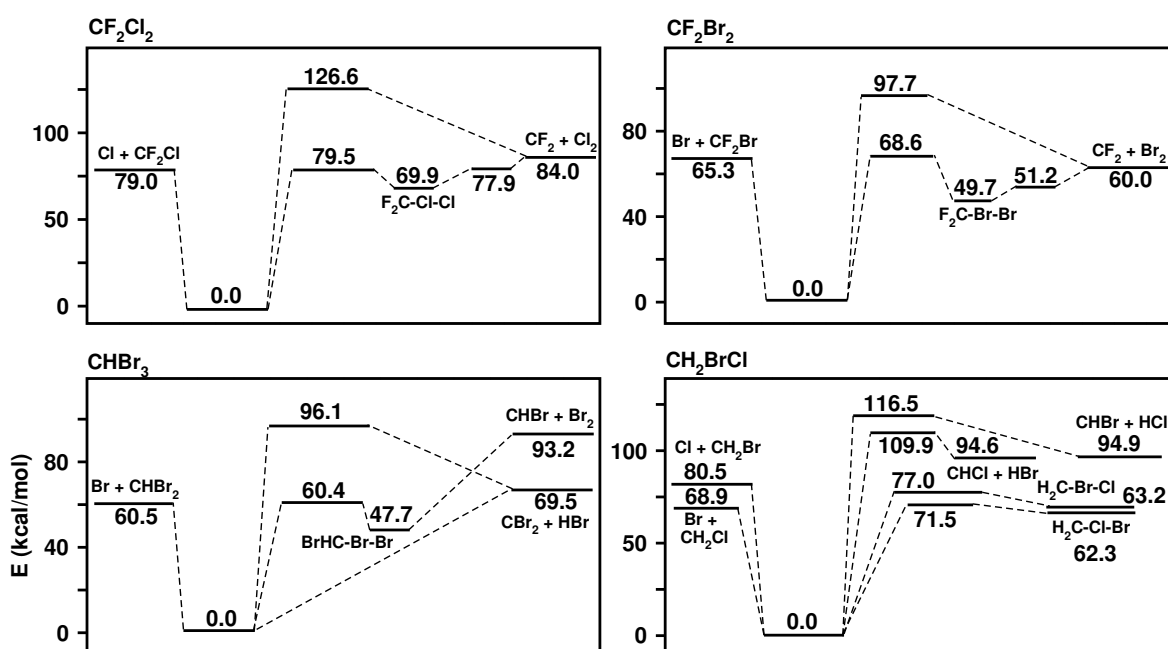 CF₂Cl₂
126.6
100
Cl + CF₂Cl
79.0
79.5
69.9
F₂C-Cl-Cl
77.9
CF₂ + Cl₂
84.0
50
0
0.0
CF₂Br₂
97.7
80
Br + CF₂Br
65.3
68.6
49.7
F₂C-Br-Br
51.2
CF₂ + Br₂
60.0
40
0
0.0
CHBr₃
96.1
CHBr + Br₂
93.2
80
Br + CHBr₂
60.5
60.4
47.7
BrHC-Br-Br
69.5
CBr₂ + HBr
40
0
0.0
E (kcal/mol)
CH₂BrCl
116.5
CHBr + HCl
94.9
109.9
94.6
CHCl + HBr
100
Cl + CH₂Br
80.5
68.9
Br +
CH₂Cl
77.0
H₂C-Br-Cl
63.2
71.5
H₂C-Cl-Br
62.3
50
0
0.0